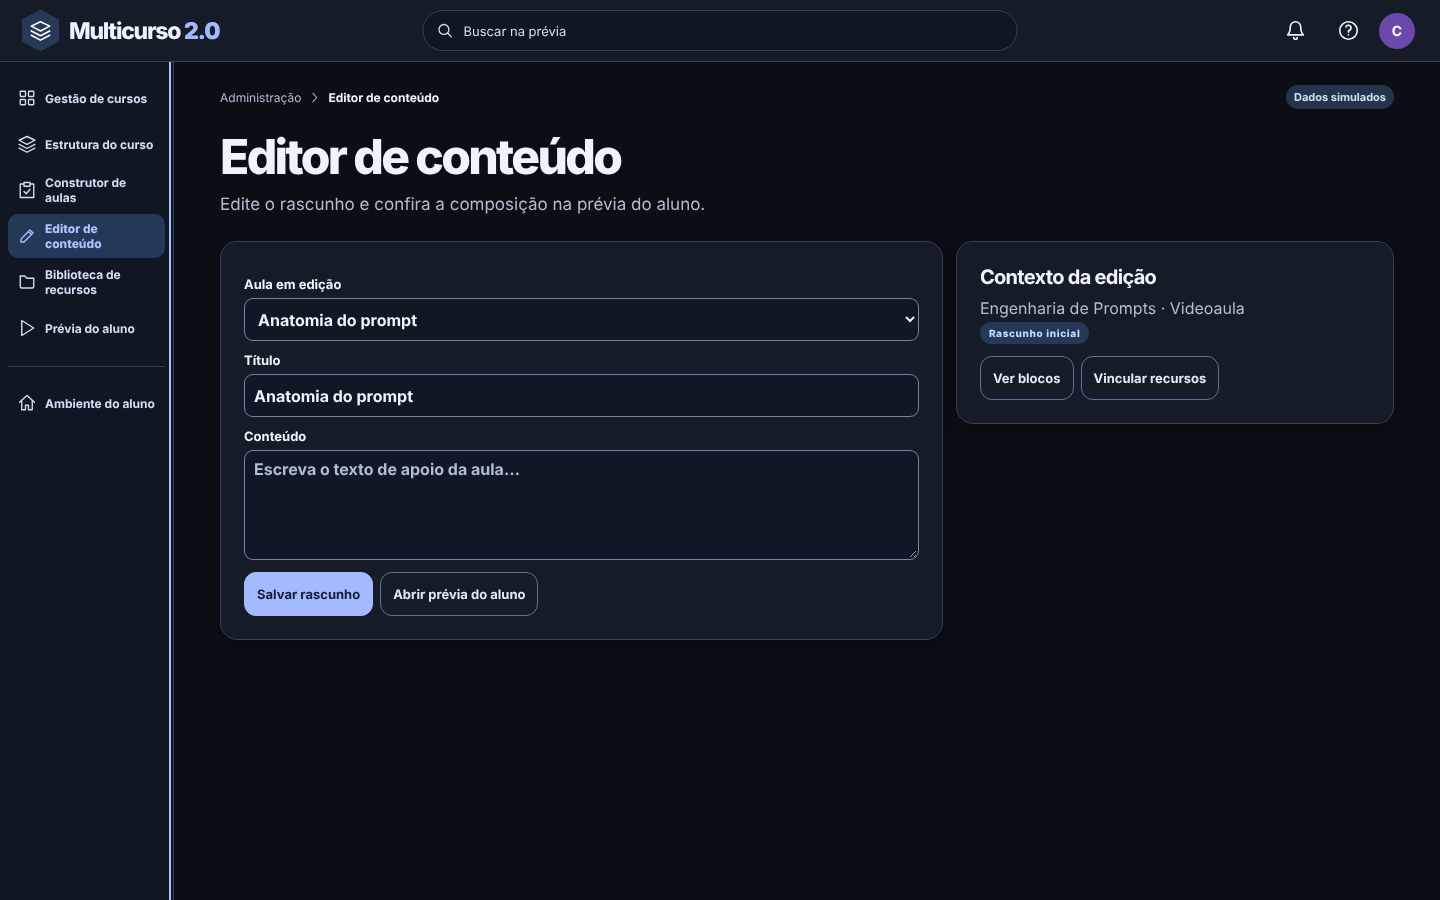 Multicurso 2.0
Buscar na prévia
C
Gestão de cursos
Estrutura do curso
Construtor de
aulas
Editor de
conteúdo
Biblioteca de
recursos
Prévia do aluno
Ambiente do aluno
Administração > Editor de conteúdo
Dados simulados
Editor de conteúdo
Edite o rascunho e confira a composição na prévia do aluno.
Aula em edição
Anatomia do prompt
Título
Anatomia do prompt
Conteúdo
Escreva o texto de apoio da aula...
Salvar rascunho
Abrir prévia do aluno
Contexto da edição
Engenharia de Prompts · Videoaula
Rascunho inicial
Ver blocos
Vincular recursos